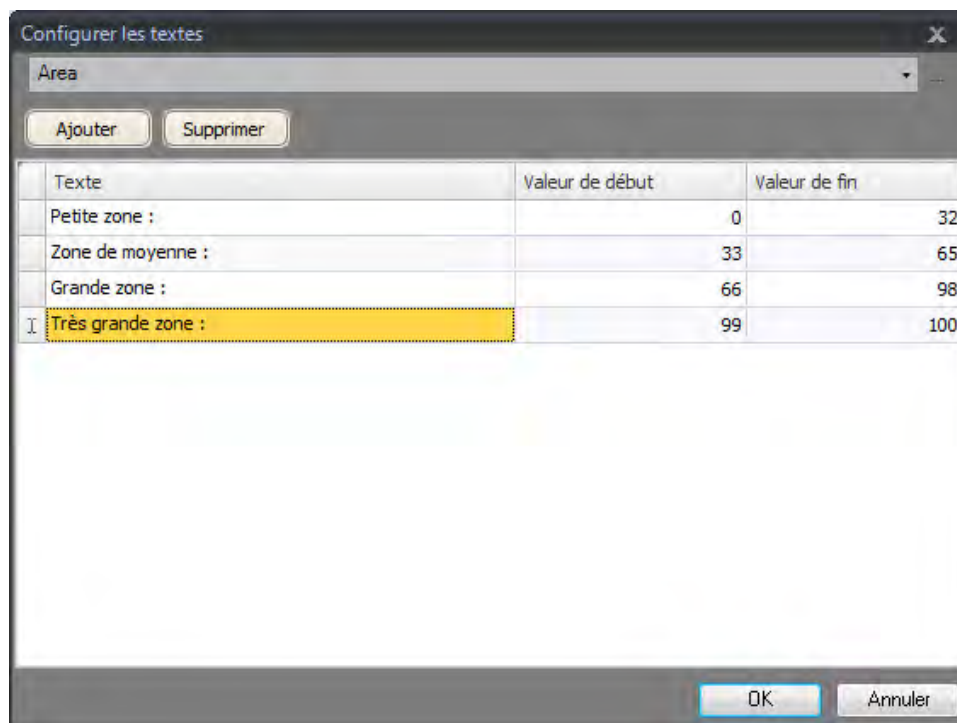 Configurer les textes
Area
Ajouter Supprimer
Texte Valeur de début Valeur de fin
Petite zone : 0 32
Zone de moyenne : 33 65
Grande zone : 66 98
Très grande zone : 99 100
OK Annuler